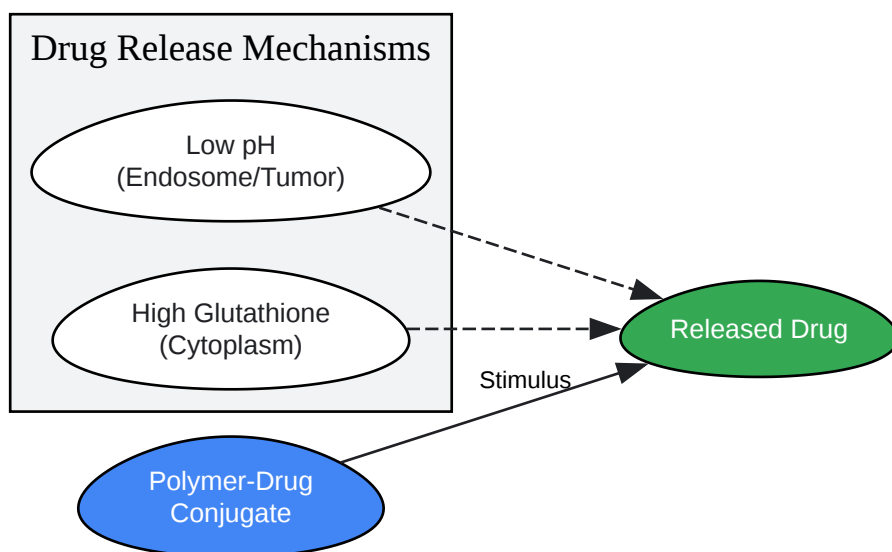 Drug Release Mechanisms
Low pH
(Endosome/Tumor)
High Glutathione
(Cytoplasm)
Released Drug
Stimulus
Polymer-Drug
Conjugate